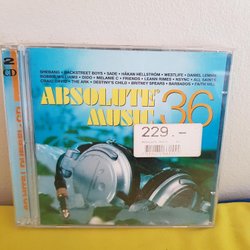 SHEBANG • BACKSTREET BOYS • SADE • HÅKAN HELLSTRÖM • WESTLIFE • DANIEL LEMMA
ROBBIE WILLIAMS • DIDO • MELANIE C • FRIENDS • LEANN RIMES • NSYNC • ALL SAINTS
CRAIG DAVID • THE ARK • DESTINY'S CHILD • BRITNEY SPEARS • BARBADOS • FAITH HILL
ABSOLUTE
MUSIC 36
229.-
2
CD